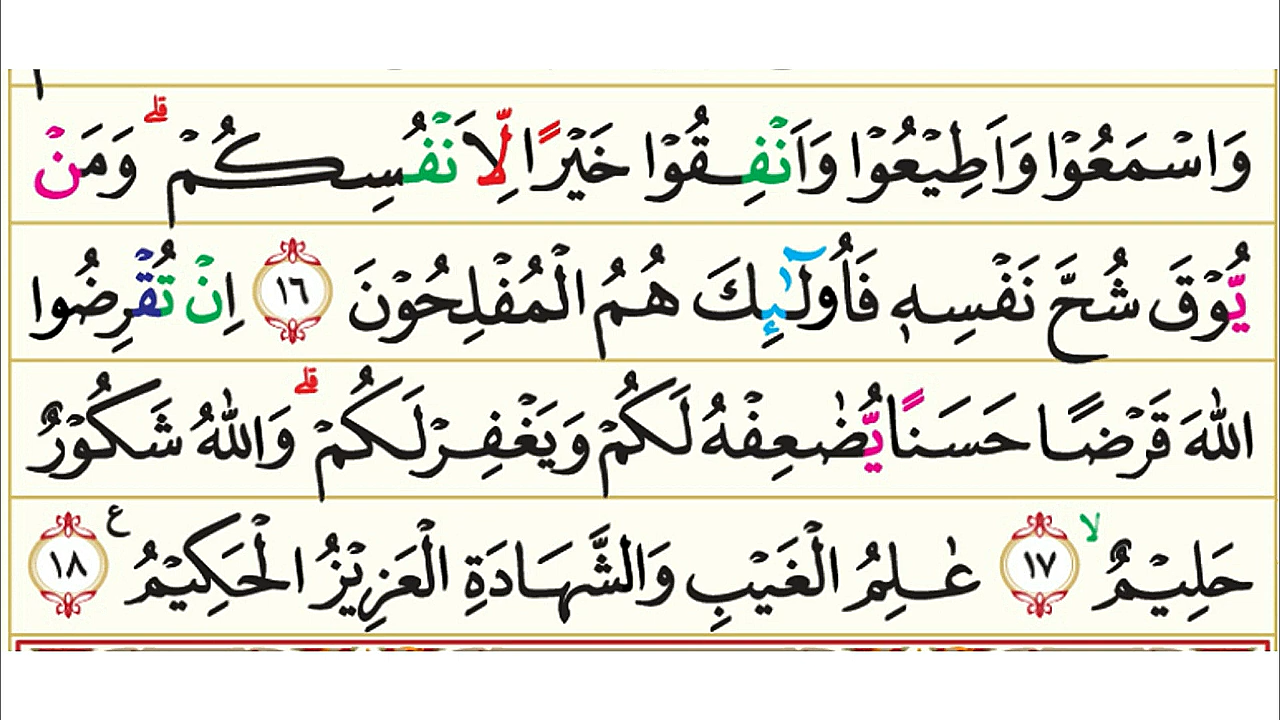 وَاسْمَعُوْا وَاَطِيْعُوْا وَاَنْفِقُوْا خَيْرًا لِّاَنْفُسِكُمْ ؕ وَمَنْ
يُّوْقَ شُحَّ نَفْسِهٖ فَاُولٰٓئِكَ هُمُ الْمُفْلِحُوْنَ ١٦ اِنْ تُقْرِضُوا
اللّٰهَ قَرْضًا حَسَنًا يُّضٰعِفْهُ لَكُمْ وَيَغْفِرْ لَكُمْ ۗ وَاللّٰهُ شَكُوْرٌ
حَلِيْمٌ ۙ ١٧ عٰلِمُ الْغَيْبِ وَالشَّهَادَةِ الْعَزِيْزُ الْحَكِيْمُ ع ١٨